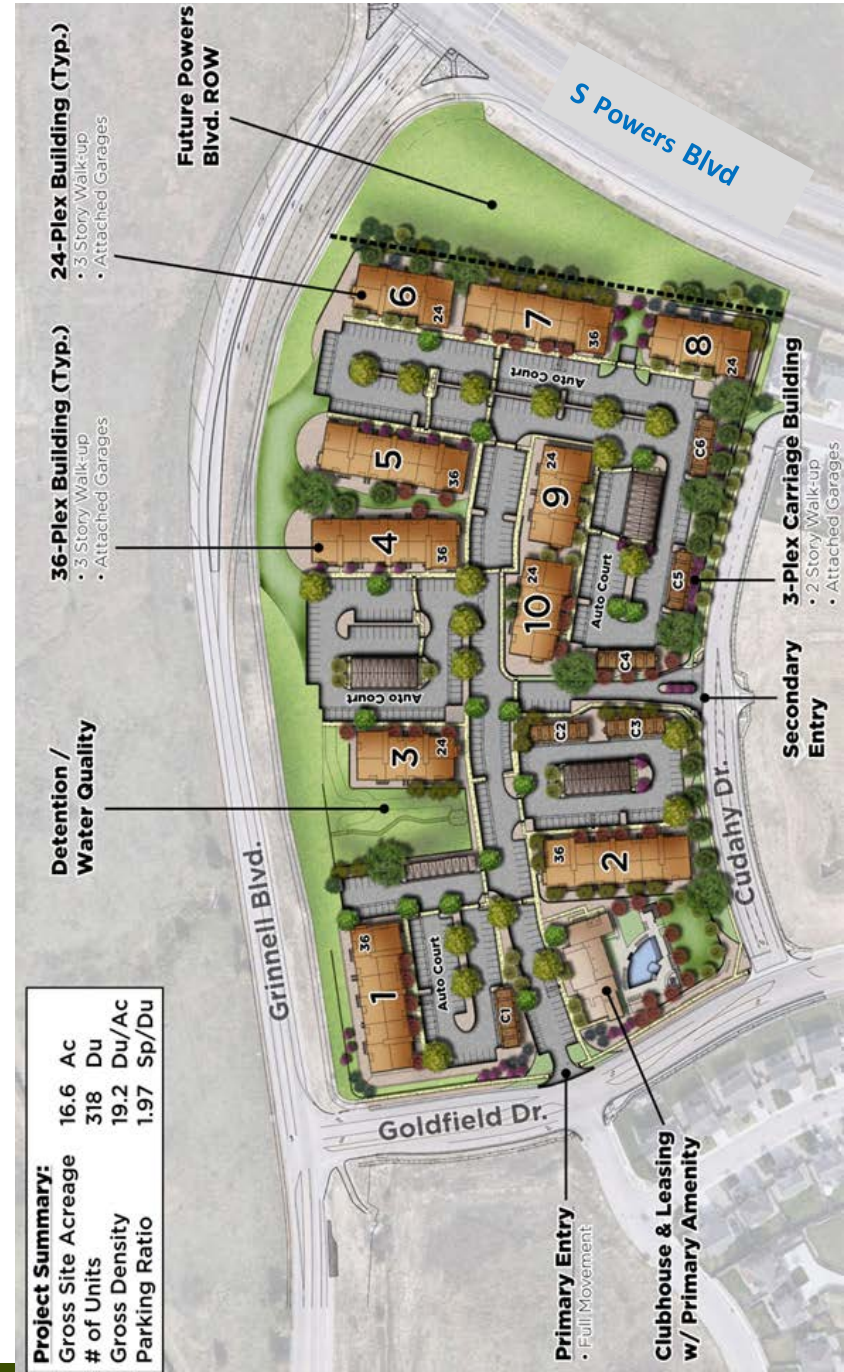 Project Summary:
Gross Site Acreage 16.6 Ac
# of Units 318 Du
Gross Density 19.2 Du/Ac
Parking Ratio 1.97 Sp/Du
Detention /
Water Quality
36-Plex Building (Typ.)
• 3 Story Walk-up
• Attached Garages
24-Plex Building (Typ.)
• 3 Story Walk-up
• Attached Garages
Future Powers
Blvd. ROW
S Powers Blvd
Grinnell Blvd.
Goldfield Dr.
Cudahy Dr.
1
36
Auto Court
C1
3
24
Auto Court
4
36
5
36
6
24
7
36
Auto Court
8
24
9
24
10
24
Auto Court
C6
C5
C4
C2
C3
2
36
Primary Entry
• Full Movement
Clubhouse & Leasing
w/ Primary Amenity
Secondary
Entry
3-Plex Carriage Building
• 2 Story Walk-up
• Attached Garages